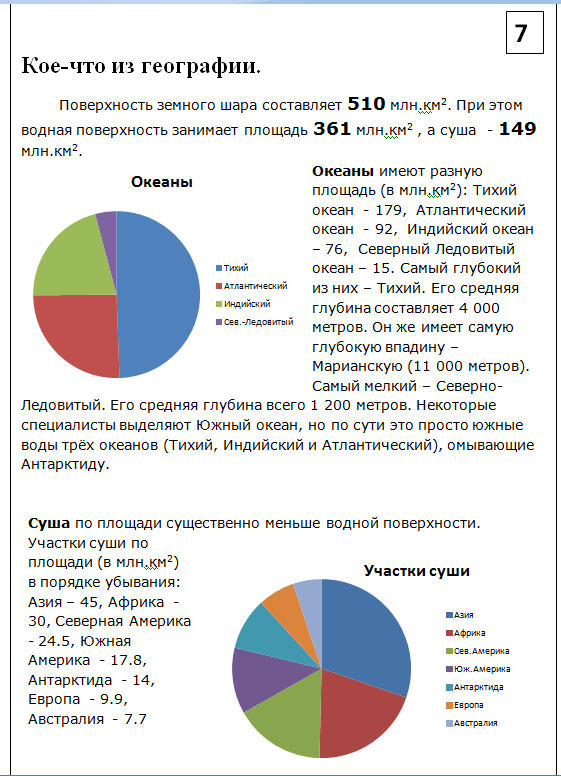 7
Кое-что из географии.
Поверхность земного шара составляет 510 млн.км². При этом
водная поверхность занимает площадь 361 млн.км² , а суша - 149
млн.км².
Океаны
Тихий
Атлантический
Индийский
Сев.-Ледовитый
Океаны имеют разную
площадь (в млн.км²): Тихий
океан - 179, Атлантический
океан - 92, Индийский океан
– 76, Северный Ледовитый
океан – 15. Самый глубокий
из них – Тихий. Его средняя
глубина составляет 4 000
метров. Он же имеет самую
глубокую впадину –
Марианскую (11 000 метров).
Самый мелкий – Северно-
Ледовитый. Его средняя глубина всего 1 200 метров. Некоторые
специалисты выделяют Южный океан, но по сути это просто южные
воды трёх океанов (Тихий, Индийский и Атлантический), омывающие
Антарктиду.
Суша по площади существенно меньше водной поверхности.
Участки суши по
площади (в млн.км²)
в порядке убывания:
Азия – 45, Африка -
30, Северная Америка
- 24.5, Южная
Америка - 17.8,
Антарктида - 14,
Европа - 9.9,
Австралия - 7.7
Участки суши
Азия
Африка
Сев.Америка
Юж.Америка
Антарктида
Европа
Австралия